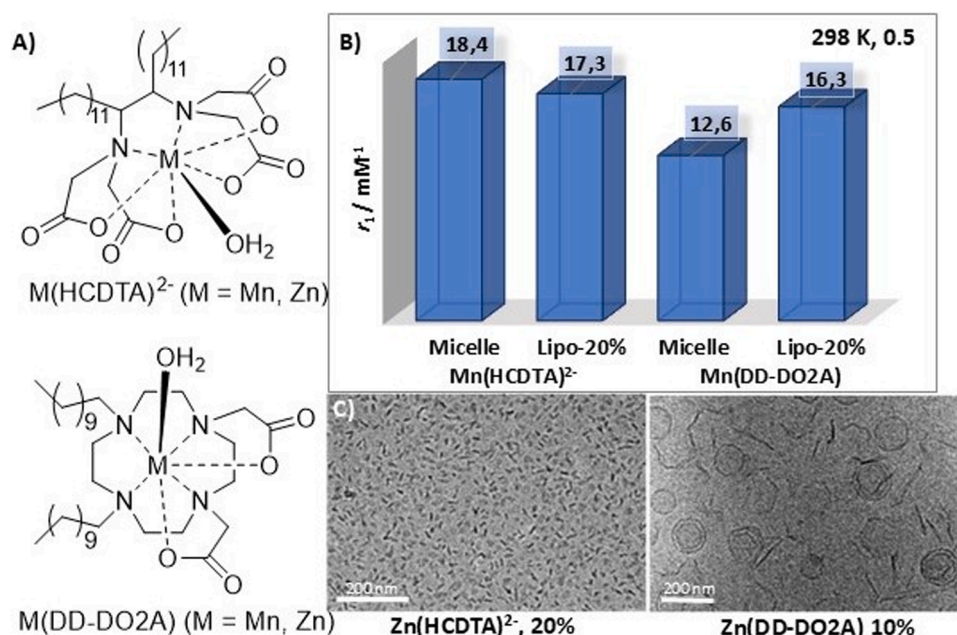 A)
11
11
N
N
O
O
M
O
O
O
O
O
O
OH2
M(HCDTA)2- (M = Mn, Zn)
OH2
9
N
N
O
M
O
9
N
N
O
O
M(DD-DO2A) (M = Mn, Zn)
B)
298 K, 0.5
18,4
17,3
12,6
16,3
r1 / mM-1
Micelle Lipo-20% Micelle Lipo-20%
Mn(HCDTA)2- Mn(DD-DO2A)
C)
200 nm
200 nm
Zn(HCDTA)2-, 20% Zn(DD-DO2A) 10%